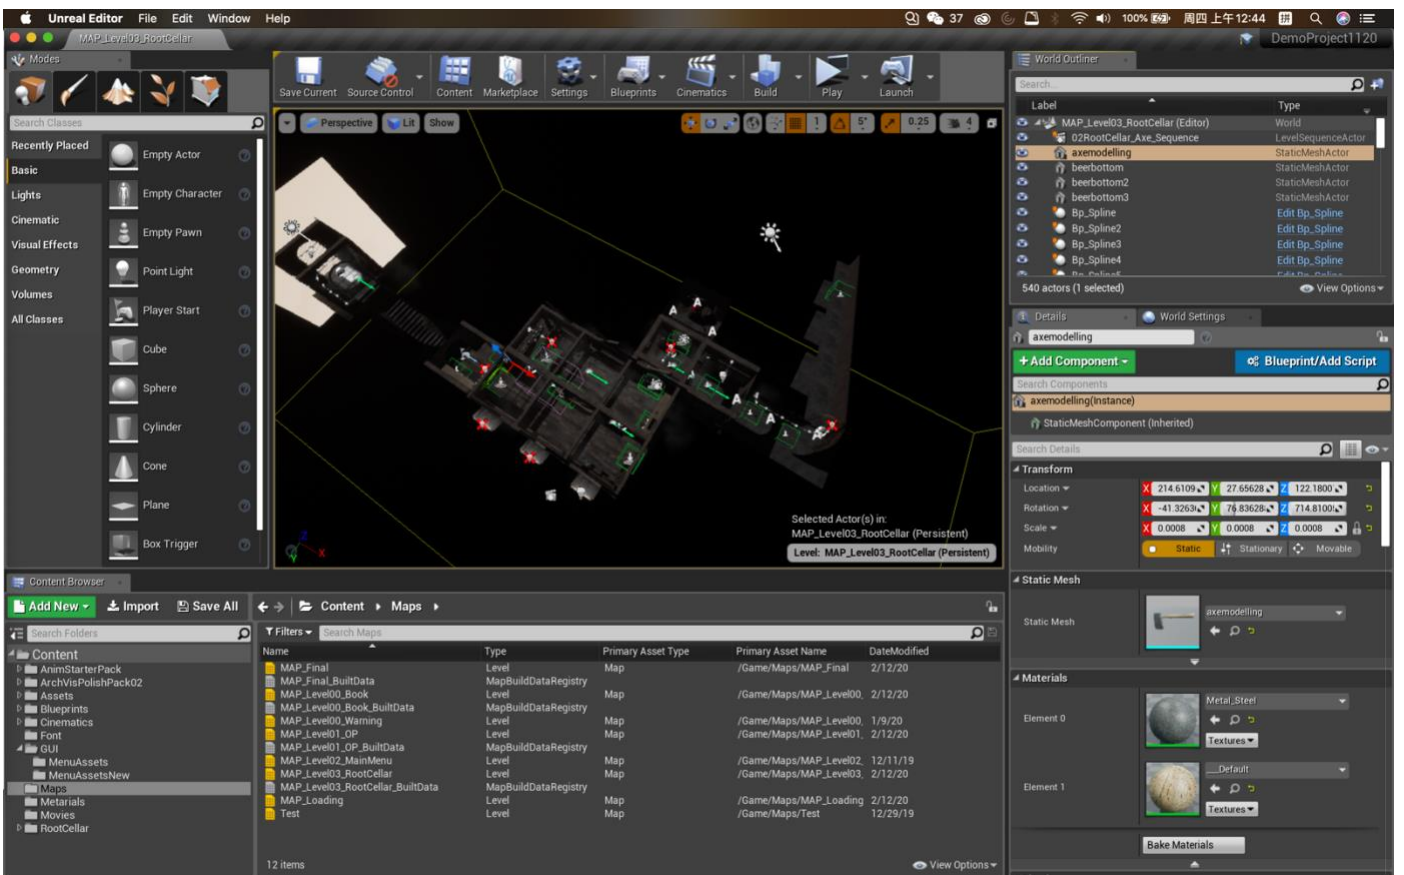 Unreal Editor File Edit Window Help
37 100% 周四上午12:44 拼
MAP_Level03_RootCellar
DemoProject1120
Modes
Search Classes
Recently Placed
Basic
Lights
Cinematic
Visual Effects
Geometry
Volumes
All Classes
Empty Actor
Empty Character
Empty Pawn
Point Light
Player Start
Cube
Sphere
Cylinder
Cone
Plane
Box Trigger
Save Current Source Control Content Marketplace Settings Blueprints Cinematics Build Play Launch
Perspective Lit Show 1 5° 0.25 4
Selected Actor(s) in:
MAP_Level03_RootCellar (Persistent)
Level: MAP_Level03_RootCellar (Persistent)
World Outliner
Search...
Label Type
MAP_Level03_RootCellar (Editor) World
02RootCellar_Axe_Sequence LevelSequenceActor
axemodelling StaticMeshActor
beerbottom StaticMeshActor
beerbottom2 StaticMeshActor
beerbottom3 StaticMeshActor
Bp_Spline Edit Bp_Spline
Bp_Spline2 Edit Bp_Spline
Bp_Spline3 Edit Bp_Spline
Bp_Spline4 Edit Bp_Spline
540 actors (1 selected) View Options
Details World Settings
axemodelling
+Add Component Blueprint/Add Script
Search Components
axemodelling(Instance)
StaticMeshComponent (Inherited)
Search Details
Transform
Location X 214.6109 Y 27.65628 Z 122.1800
Rotation X -41.3263 Y 76.83628 Z 714.8100
Scale X 0.0008 Y 0.0008 Z 0.0008
Mobility Static Stationary Movable
Static Mesh
Static Mesh axemodelling
Materials
Element 0 Metal_Steel
Textures
Element 1 __Default
Textures
Bake Materials
Content Browser
Add New Import Save All Content Maps
Search Folders
Content
AnimStarterPack
ArchVisPolishPack02
Assets
Blueprints
Cinematics
Font
GUI
MenuAssets
MenuAssetsNew
Maps
Metarials
Movies
RootCellar
Filters Search Maps
Name Type Primary Asset Type Primary Asset Name DateModified
MAP_Final Level Map /Game/Maps/MAP_Final 2/12/20
MAP_Final_BuiltData MapBuildDataRegistry
MAP_Level00_Book Level Map /Game/Maps/MAP_Level00_ 2/12/20
MAP_Level00_Book_BuiltData MapBuildDataRegistry
MAP_Level00_Warning Level Map /Game/Maps/MAP_Level00_ 1/9/20
MAP_Level01_OP Level Map /Game/Maps/MAP_Level01_ 2/12/20
MAP_Level01_OP_BuiltData MapBuildDataRegistry
MAP_Level02_MainMenu Level Map /Game/Maps/MAP_Level02_ 12/11/19
MAP_Level03_RootCellar Level Map /Game/Maps/MAP_Level03_ 2/12/20
MAP_Level03_RootCellar_BuiltData MapBuildDataRegistry
MAP_Loading Level Map /Game/Maps/MAP_Loading 2/12/20
Test Level Map /Game/Maps/Test 12/29/19
12 items View Options